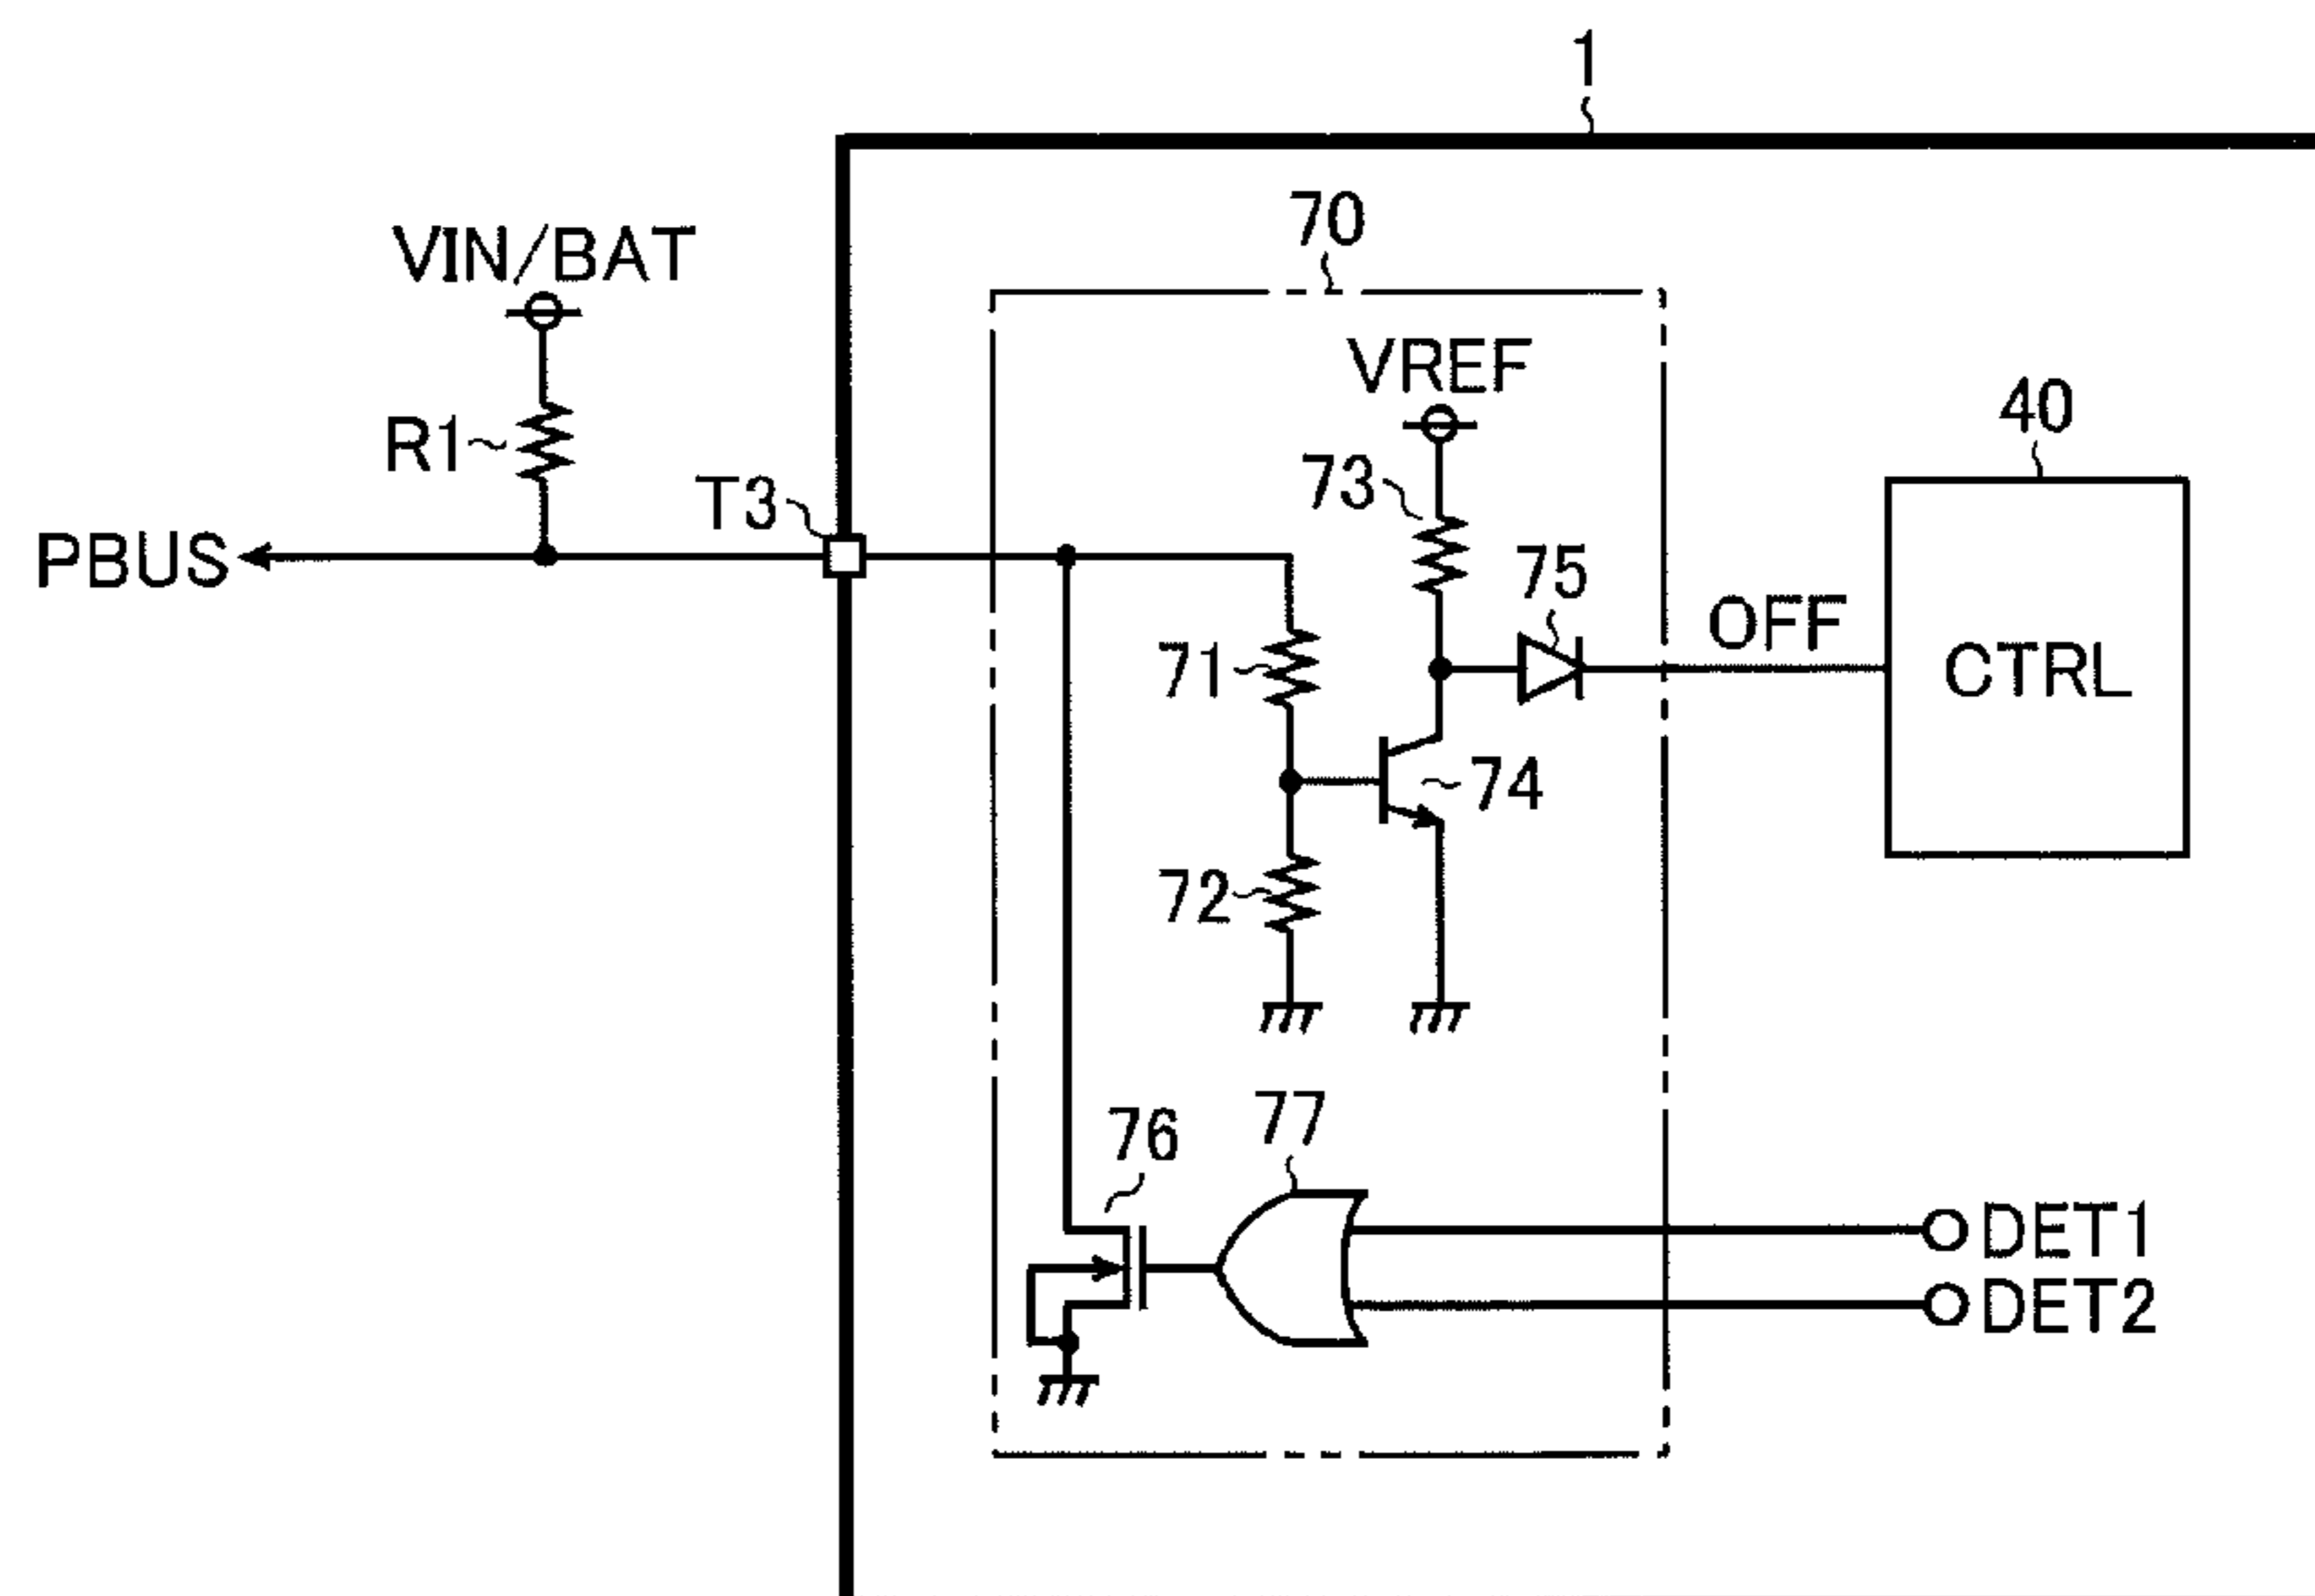 1
70
VIN/BAT
VREF
40
R1
73
T3
75
PBUS
OFF
71
CTRL
74
72
76
77
DET1
DET2